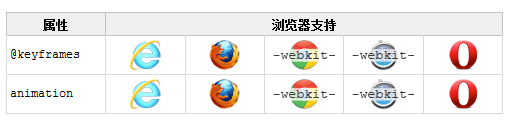 属性 浏览器支持
@keyframes -webkit- -webkit-
animation -webkit- -webkit-